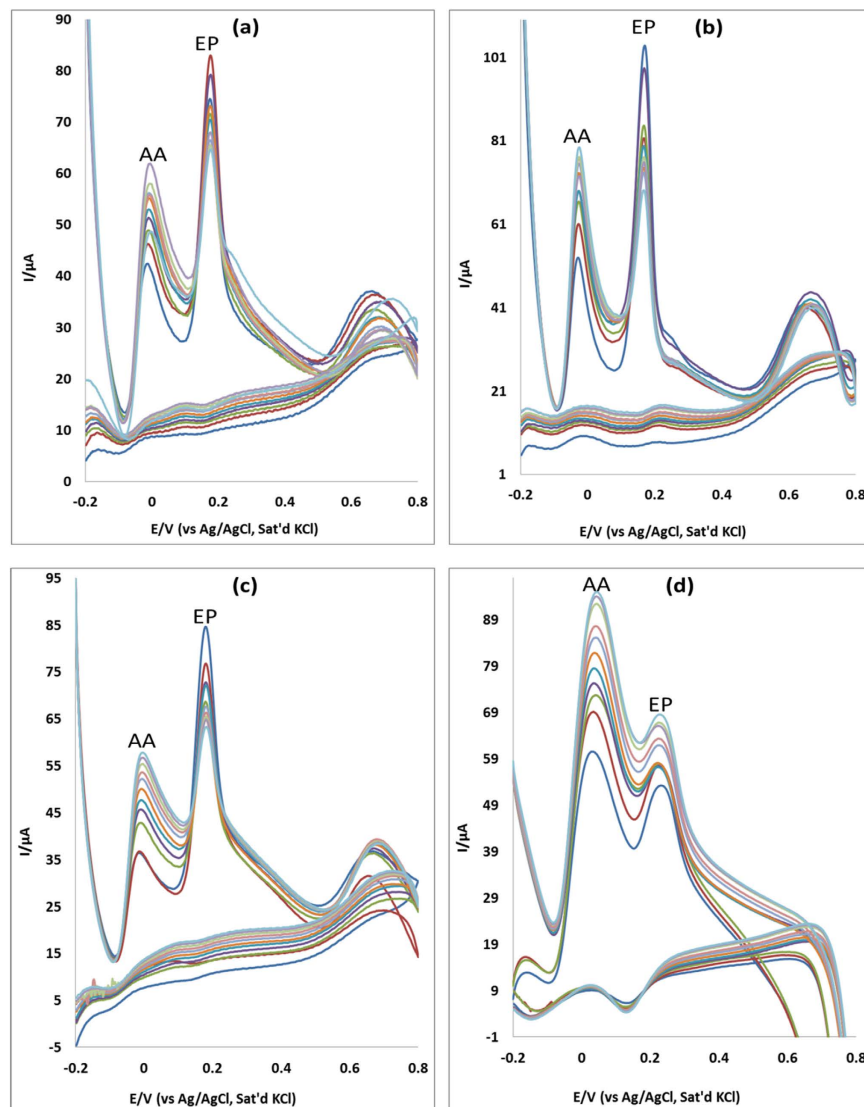 (a)
EP
AA
I/µA
90
80
70
60
50
40
30
20
10
0
-0.2 0 0.2 0.4 0.6 0.8
E/V (vs Ag/AgCl, Sat'd KCl)
(b)
EP
AA
I/µA
101
81
61
41
21
1
-0.2 0 0.2 0.4 0.6 0.8
E/V (vs Ag/AgCl, Sat'd KCl)
(c)
EP
AA
I/µA
95
85
75
65
55
45
35
25
15
5
-5
-0.2 0 0.2 0.4 0.6 0.8
E/V (vs Ag/AgCl, Sat'd KCl)
(d)
AA
EP
I/µA
89
79
69
59
49
39
29
19
9
-1
-0.2 0 0.2 0.4 0.6 0.8
E/V (vs Ag/AgCl, Sat'd KCl)